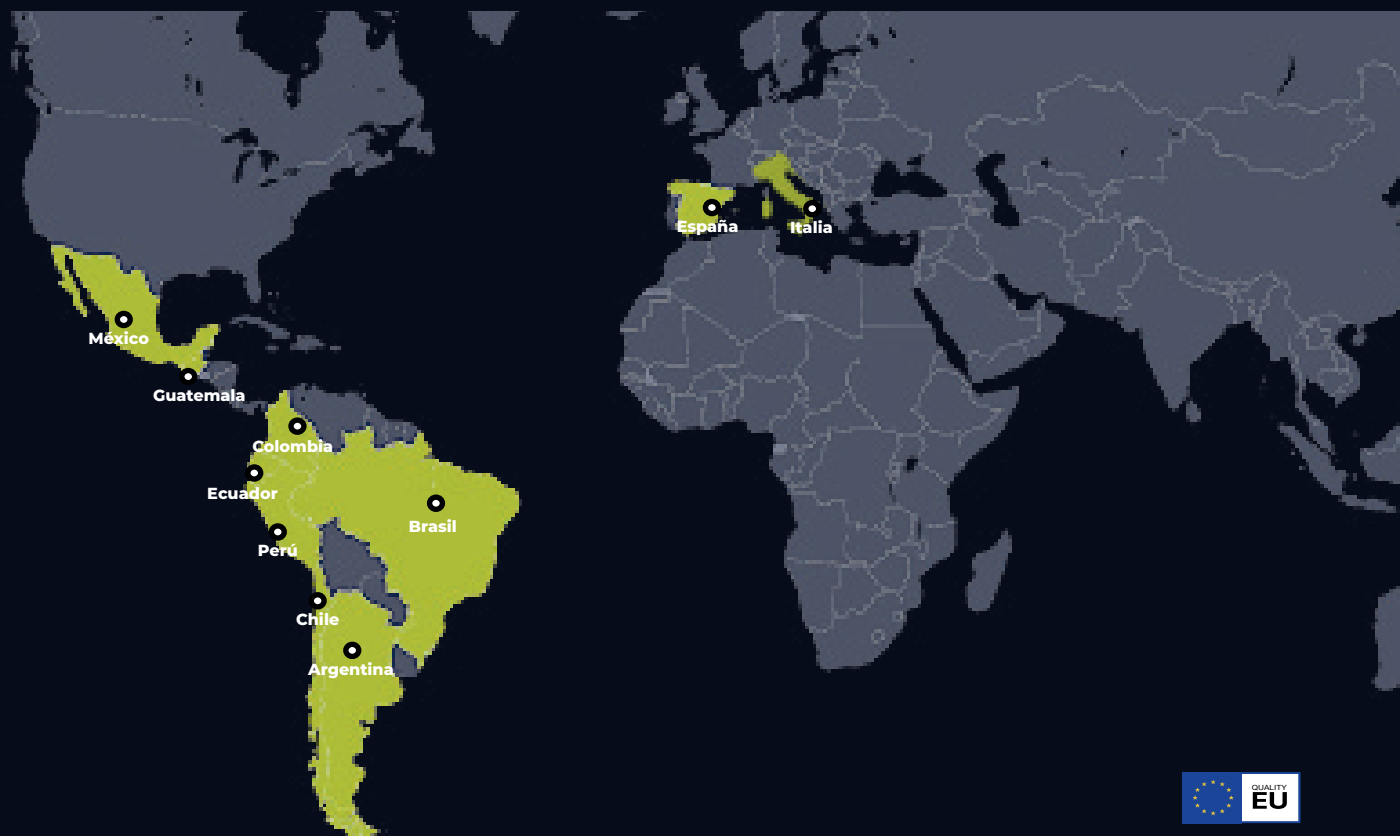 España
Italia
México
Guatemala
Colombia
Ecuador
Brasil
Perú
Chile
Argentina
QUALITY
EU